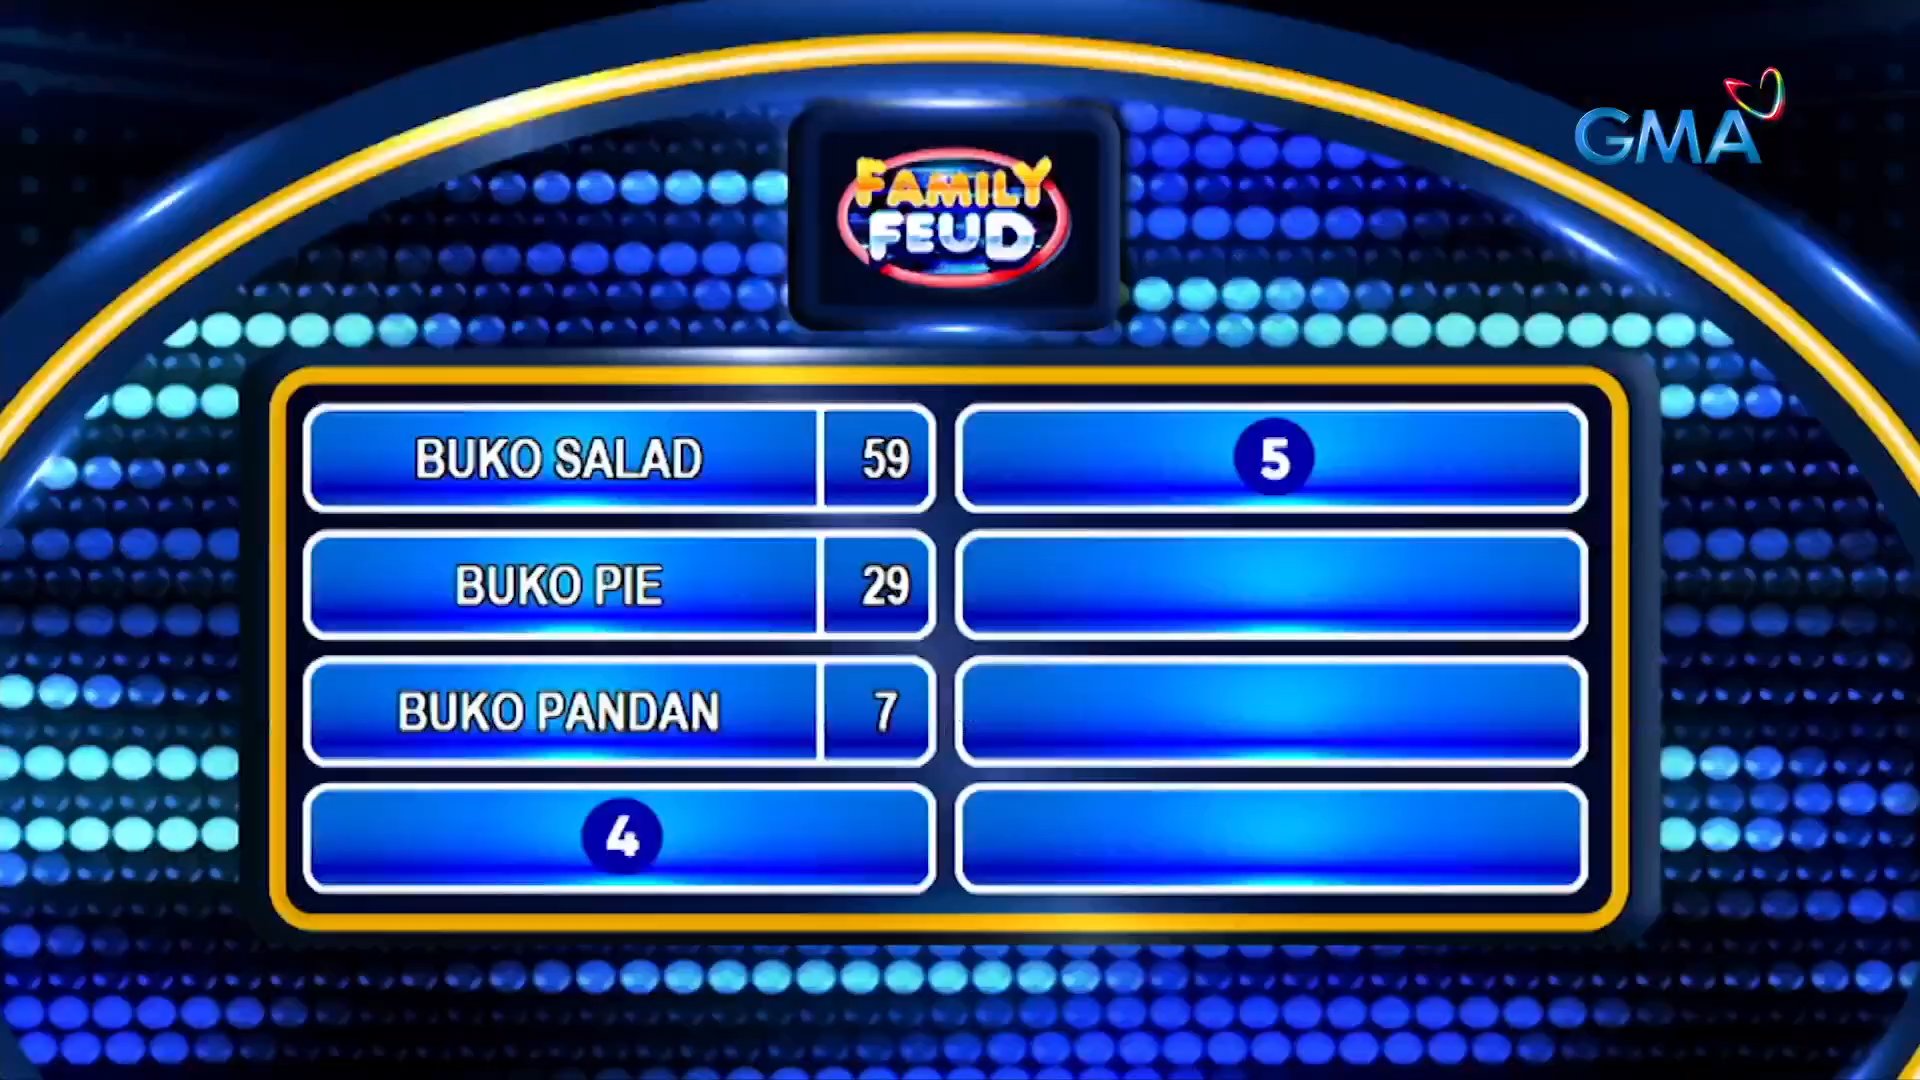 GMA
FAMILY
FEUD
BUKO SALAD 59
BUKO PIE 29
BUKO PANDAN 7
4
5